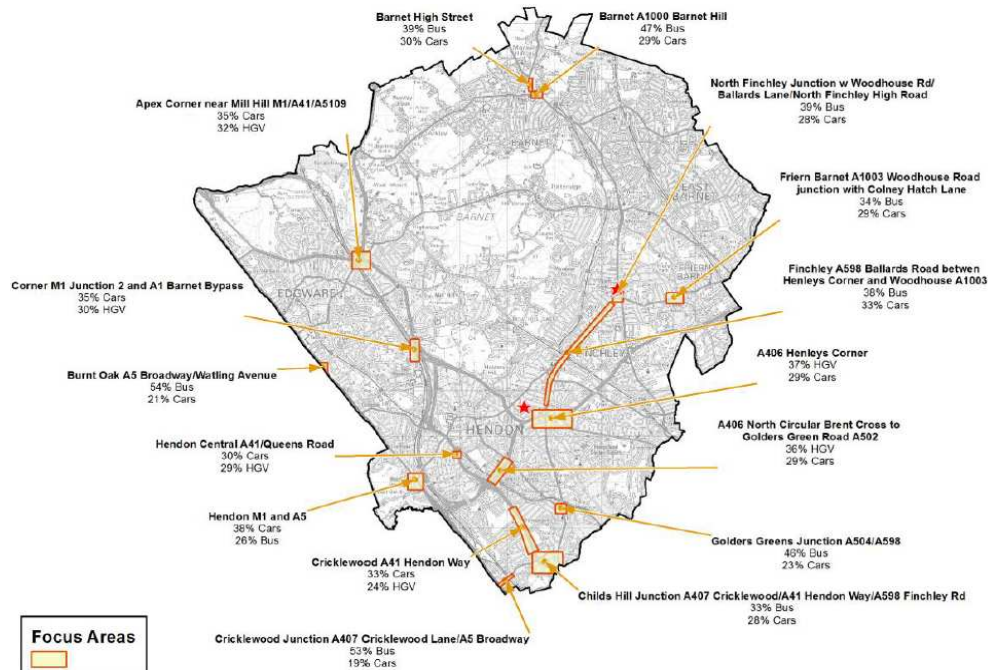 Barnet High Street
39% Bus
30% Cars
Barnet A1000 Barnet Hill
47% Bus
29% Cars
North Finchley Junction w Woodhouse Rd/
Ballards Lane/North Finchley High Road
39% Bus
28% Cars
Apex Corner near Mill Hill M1/A41/A5109
35% Cars
32% HGV
Friern Barnet A1003 Woodhouse Road
junction with Colney Hatch Lane
34% Bus
29% Cars
Corner M1 Junction 2 and A1 Barnet Bypass
35% Cars
30% HGV
Finchley A598 Ballards Road betwen
Henleys Corner and Woodhouse A1003
38% Bus
33% Cars
BARNET
EDGWARE
Burnt Oak A5 Broadway/Watling Avenue
54% Bus
21% Cars
A406 Henleys Corner
37% HGV
29% Cars
HENDON
Hendon Central A41/Queens Road
30% Cars
29% HGV
A406 North Circular Brent Cross to
Golders Green Road A502
36% HGV
29% Cars
Hendon M1 and A5
38% Cars
26% Bus
Golders Greens Junction A504/A598
46% Bus
23% Cars
Cricklewood A41 Hendon Way
33% Cars
24% HGV
Childs Hill Junction A407 Cricklewood/A41 Hendon Way/A598 Finchley Rd
33% Bus
28% Cars
Cricklewood Junction A407 Cricklewood Lane/A5 Broadway
53% Bus
19% Cars
Focus Areas